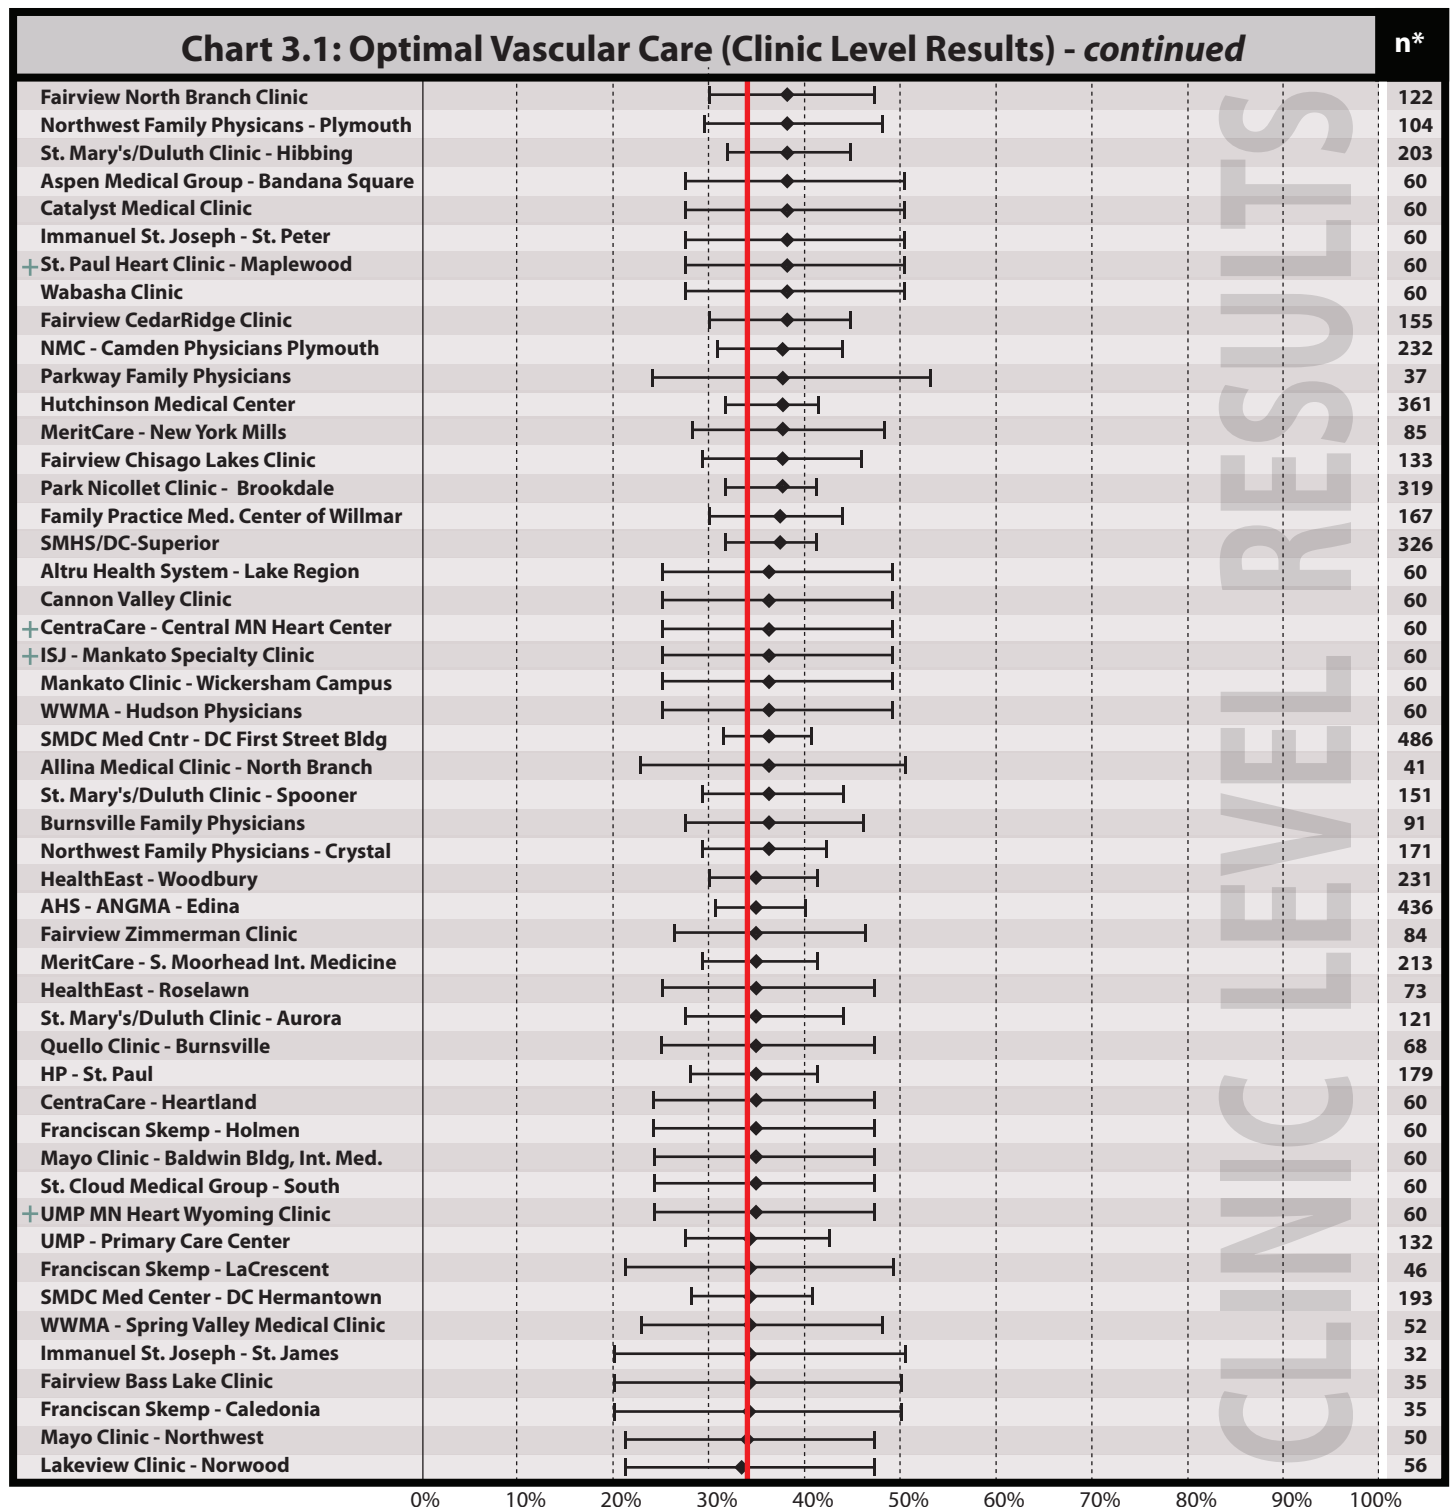 Chart 3.1: Optimal Vascular Care (Clinic Level Results) - continued n*
Fairview North Branch Clinic 122
Northwest Family Physicans - Plymouth 104
St. Mary's/Duluth Clinic - Hibbing 203
Aspen Medical Group - Bandana Square 60
Catalyst Medical Clinic 60
Immanuel St. Joseph - St. Peter 60
+ St. Paul Heart Clinic - Maplewood 60
Wabasha Clinic 60
Fairview CedarRidge Clinic 155
NMC - Camden Physicians Plymouth 232
Parkway Family Physicians 37
Hutchinson Medical Center 361
MeritCare - New York Mills 85
Fairview Chisago Lakes Clinic 133
Park Nicollet Clinic - Brookdale 319
Family Practice Med. Center of Willmar 167
SMHS/DC-Superior 326
Altru Health System - Lake Region 60
Cannon Valley Clinic 60
+ CentraCare - Central MN Heart Center 60
+ ISJ - Mankato Specialty Clinic 60
Mankato Clinic - Wickersham Campus 60
WWMA - Hudson Physicians 60
SMDC Med Cntr - DC First Street Bldg 486
Allina Medical Clinic - North Branch 41
St. Mary's/Duluth Clinic - Spooner 151
Burnsville Family Physicians 91
Northwest Family Physicians - Crystal 171
HealthEast - Woodbury 231
AHS - ANGMA - Edina 436
Fairview Zimmerman Clinic 84
MeritCare - S. Moorhead Int. Medicine 213
HealthEast - Roselawn 73
St. Mary's/Duluth Clinic - Aurora 121
Quello Clinic - Burnsville 68
HP - St. Paul 179
CentraCare - Heartland 60
Franciscan Skemp - Holmen 60
Mayo Clinic - Baldwin Bldg, Int. Med. 60
St. Cloud Medical Group - South 60
+ UMP MN Heart Wyoming Clinic 60
UMP - Primary Care Center 132
Franciscan Skemp - LaCrescent 46
SMDC Med Center - DC Hermantown 193
WWMA - Spring Valley Medical Clinic 52
Immanuel St. Joseph - St. James 32
Fairview Bass Lake Clinic 35
Franciscan Skemp - Caledonia 35
Mayo Clinic - Northwest 50
Lakeview Clinic - Norwood 56
0% 10% 20% 30% 40% 50% 60% 70% 80% 90% 100%
CLINIC LEVEL RESULTS